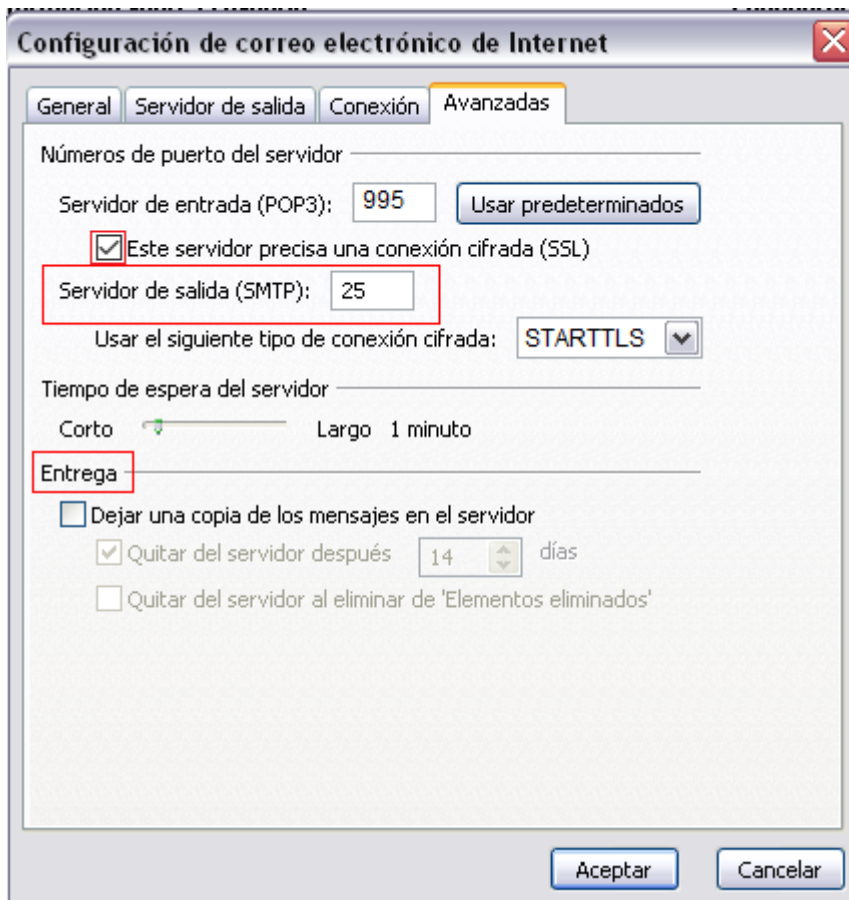 Configuración de correo electrónico de Internet
General Servidor de salida Conexión Avanzadas
Números de puerto del servidor
Servidor de entrada (POP3): 995 Usar predeterminados
Este servidor precisa una conexión cifrada (SSL)
Servidor de salida (SMTP): 25
Usar el siguiente tipo de conexión cifrada: STARTTLS
Tiempo de espera del servidor
Corto Largo 1 minuto
Entrega
Dejar una copia de los mensajes en el servidor
Quitar del servidor después 14 días
Quitar del servidor al eliminar de 'Elementos eliminados'
Aceptar Cancelar